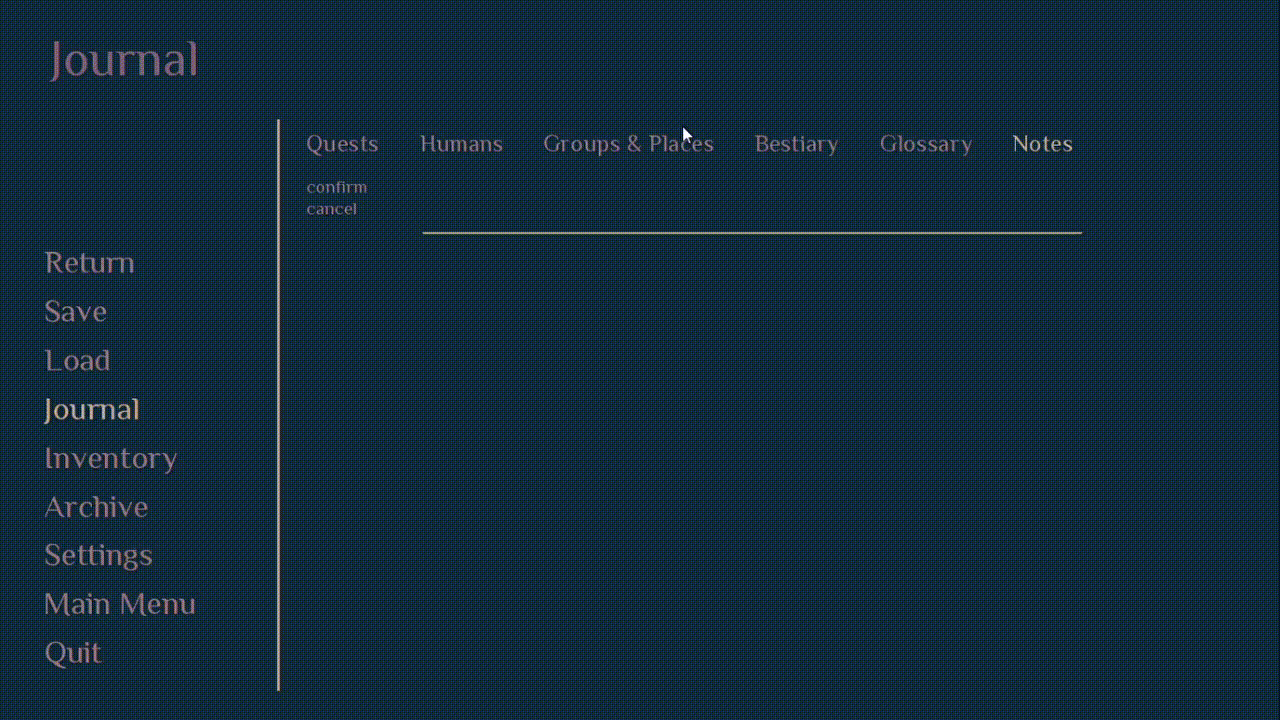 Journal
Quests Humans Groups & Places Bestiary Glossary Notes
confirm
cancel
Return
Save
Load
Journal
Inventory
Archive
Settings
Main Menu
Quit